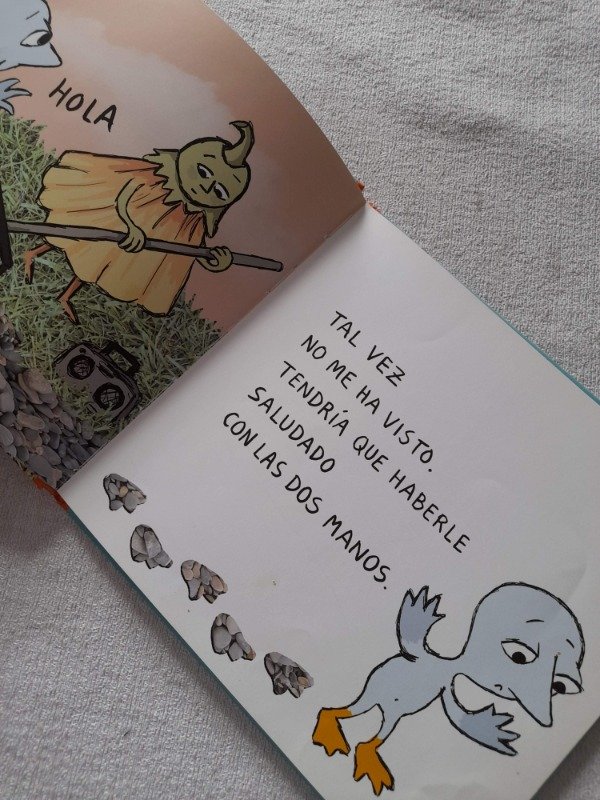 HOLA
TAL VEZ
NO ME HA VISTO.
TENDRÍA QUE HABERLE
SALUDADO
CON LAS DOS MANOS.